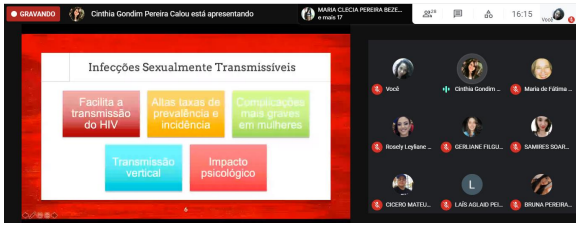 GRAVANDO
Cinthia Gondim Pereira Calou está apresentando
MARIA CLECIA PEREIRA BEZE...
e mais 17
20
16:15
Você
Infecções Sexualmente Transmissíveis
Facilita a
transmissão
do HIV
Altas taxas de
prevalência e
incidência
Complicações
mais graves
em mulheres
Transmissão
vertical
Impacto
psicológico
6
Você
Cinthia Gondim ...
Maria de Fátima ...
Rosely Leyliane ...
GERLIANE FILGU...
SAMIRES SOAR...
L
CICERO MATEU...
LAÍS AGLAID PEI...
BRUNA PEREIRA...